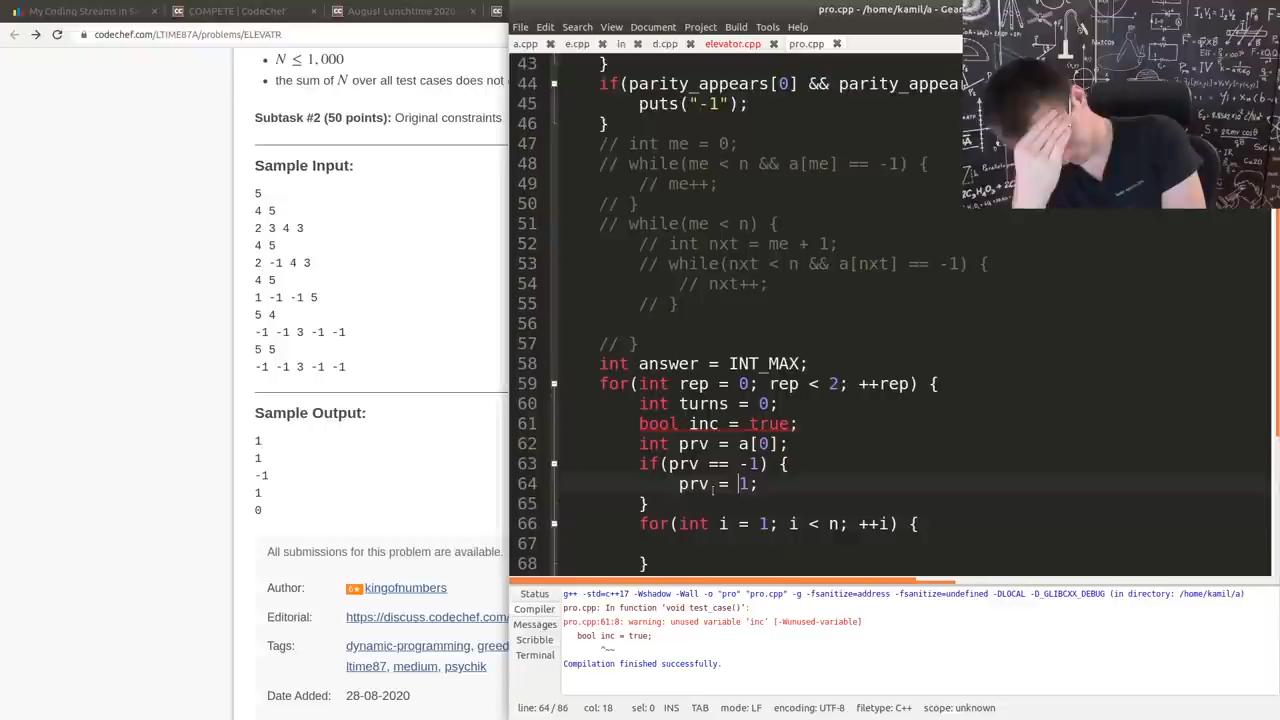 My Coding Streams in S
COMPETE | CodeChef
August Lunchtime 2020
codechef.com/LTIME87A/problems/ELEVATR
N ≤ 1,000
the sum of N over all test cases does not
Subtask #2 (50 points): Original constraints
Sample Input:
5
4 5
2 3 4 3
4 5
2 -1 4 3
4 5
1 -1 -1 5
5 4
-1 -1 3 -1 -1
5 5
-1 -1 3 -1 -1
Sample Output:
1
1
-1
1
0
All submissions for this problem are available.
Author: 6★ kingofnumbers
Editorial: https://discuss.codechef.com/
Tags: dynamic-programming, greed
ltime87, medium, psychik
Date Added: 28-08-2020
pro.cpp - /home/kamil/a - Gean
File Edit Search View Document Project Build Tools Help
a.cpp e.cpp in d.cpp elevator.cpp pro.cpp
43 }
44 if(parity_appears[0] && parity_appea
45 puts("-1");
46 }
47 // int me = 0;
48 // while(me < n && a[me] == -1) {
49 // me++;
50 // }
51 // while(me < n) {
52 // int nxt = me + 1;
53 // while(nxt < n && a[nxt] == -1) {
54 // nxt++;
55 // }
56
57 // }
58 int answer = INT_MAX;
59 for(int rep = 0; rep < 2; ++rep) {
60 int turns = 0;
61 bool inc = true;
62 int prv = a[0];
63 if(prv == -1) {
64 prv = 1;
65 }
66 for(int i = 1; i < n; ++i) {
67
68 }
Status
Compiler
Messages
Scribble
Terminal
g++ -std=c++17 -Wshadow -Wall -o "pro" "pro.cpp" -g -fsanitize=address -fsanitize=undefined -DLOCAL -D_GLIBCXX_DEBUG (in directory: /home/kamil/a)
pro.cpp: In function 'void test_case()':
pro.cpp:61:8: warning: unused variable 'inc' [-Wunused-variable]
bool inc = true;
^~~
Compilation finished successfully.
line: 64 / 86 col: 18 sel: 0 INS TAB mode: LF encoding: UTF-8 filetype: C++ scope: unknown